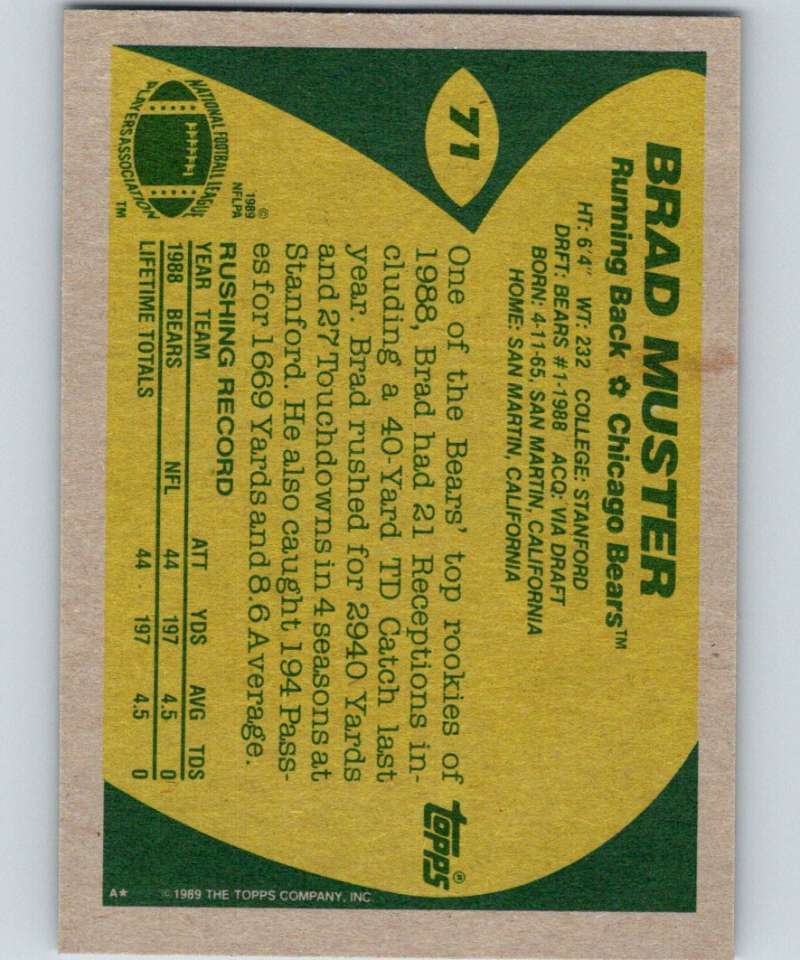 71
BRAD MUSTER
Running Back ✿ Chicago Bears™
HT: 6'4" WT: 232 COLLEGE: STANFORD
DRFT: BEARS #1-1988 ACQ: VIA DRAFT
BORN: 4-11-65, SAN MARTIN, CALIFORNIA
HOME: SAN MARTIN, CALIFORNIA
One of the Bears' top rookies of
1988, Brad had 21 Receptions in-
cluding a 40-Yard TD Catch last
year. Brad rushed for 2940 Yards
and 27 Touchdowns in 4 seasons at
Stanford. He also caught 194 Pass-
es for 1669 Yards and 8.6 Average.
topps®
NATIONAL FOOTBALL LEAGUE
PLAYERS ASSOCIATION
TM
©
1989
NFLPA
RUSHING RECORD
YEAR TEAM ATT YDS AVG TDS
1988 BEARS NFL 44 197 4.5 0
LIFETIME TOTALS 44 197 4.5 0
A★ ©1989 THE TOPPS COMPANY, INC.